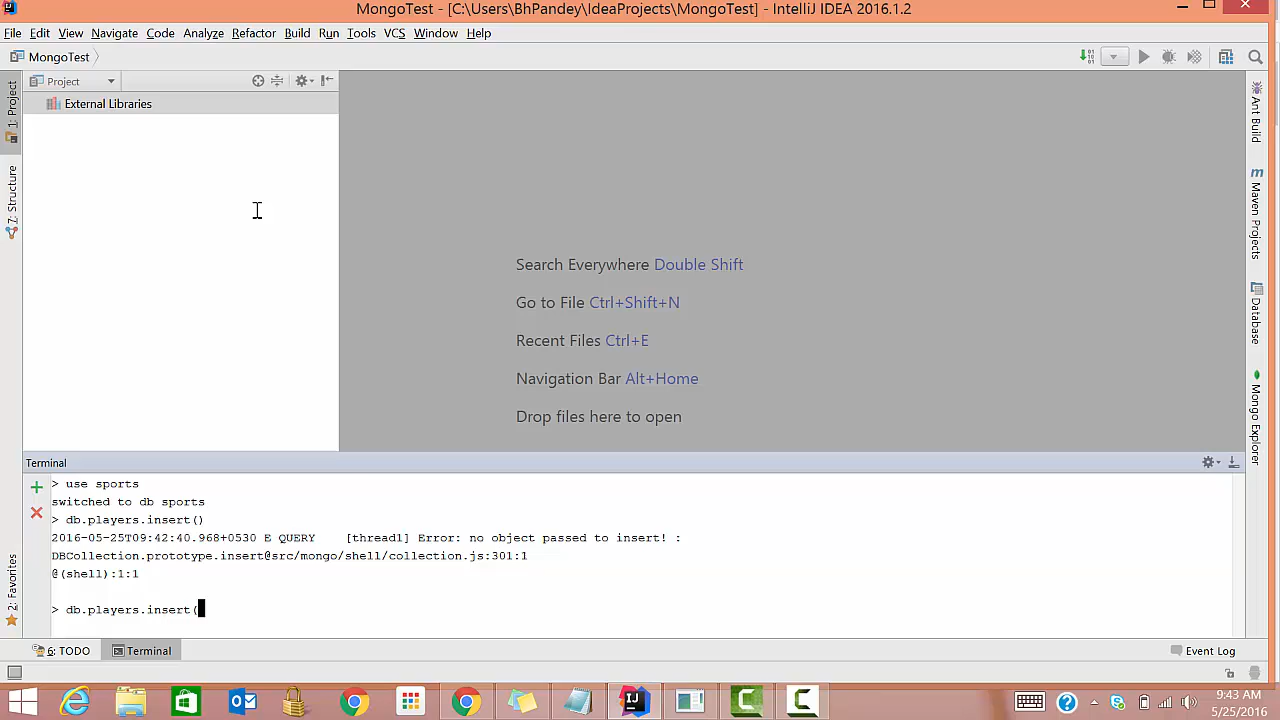 MongoTest - [C:\Users\BhPandey\IdeaProjects\MongoTest] - IntelliJ IDEA 2016.1.2
File Edit View Navigate Code Analyze Refactor Build Run Tools VCS Window Help
MongoTest
Project
External Libraries
1: Project
7: Structure
2: Favorites
Ant Build
Maven Projects
Database
Mongo Explorer
Search Everywhere Double Shift
Go to File Ctrl+Shift+N
Recent Files Ctrl+E
Navigation Bar Alt+Home
Drop files here to open
Terminal
> use sports
switched to db sports
> db.players.insert()
2016-05-25T09:42:40.968+0530 E QUERY    [thread1] Error: no object passed to insert! :
DBCollection.prototype.insert@src/mongo/shell/collection.js:301:1
@(shell):1:1
> db.players.insert(
6: TODO Terminal Event Log
9:43 AM
5/25/2016